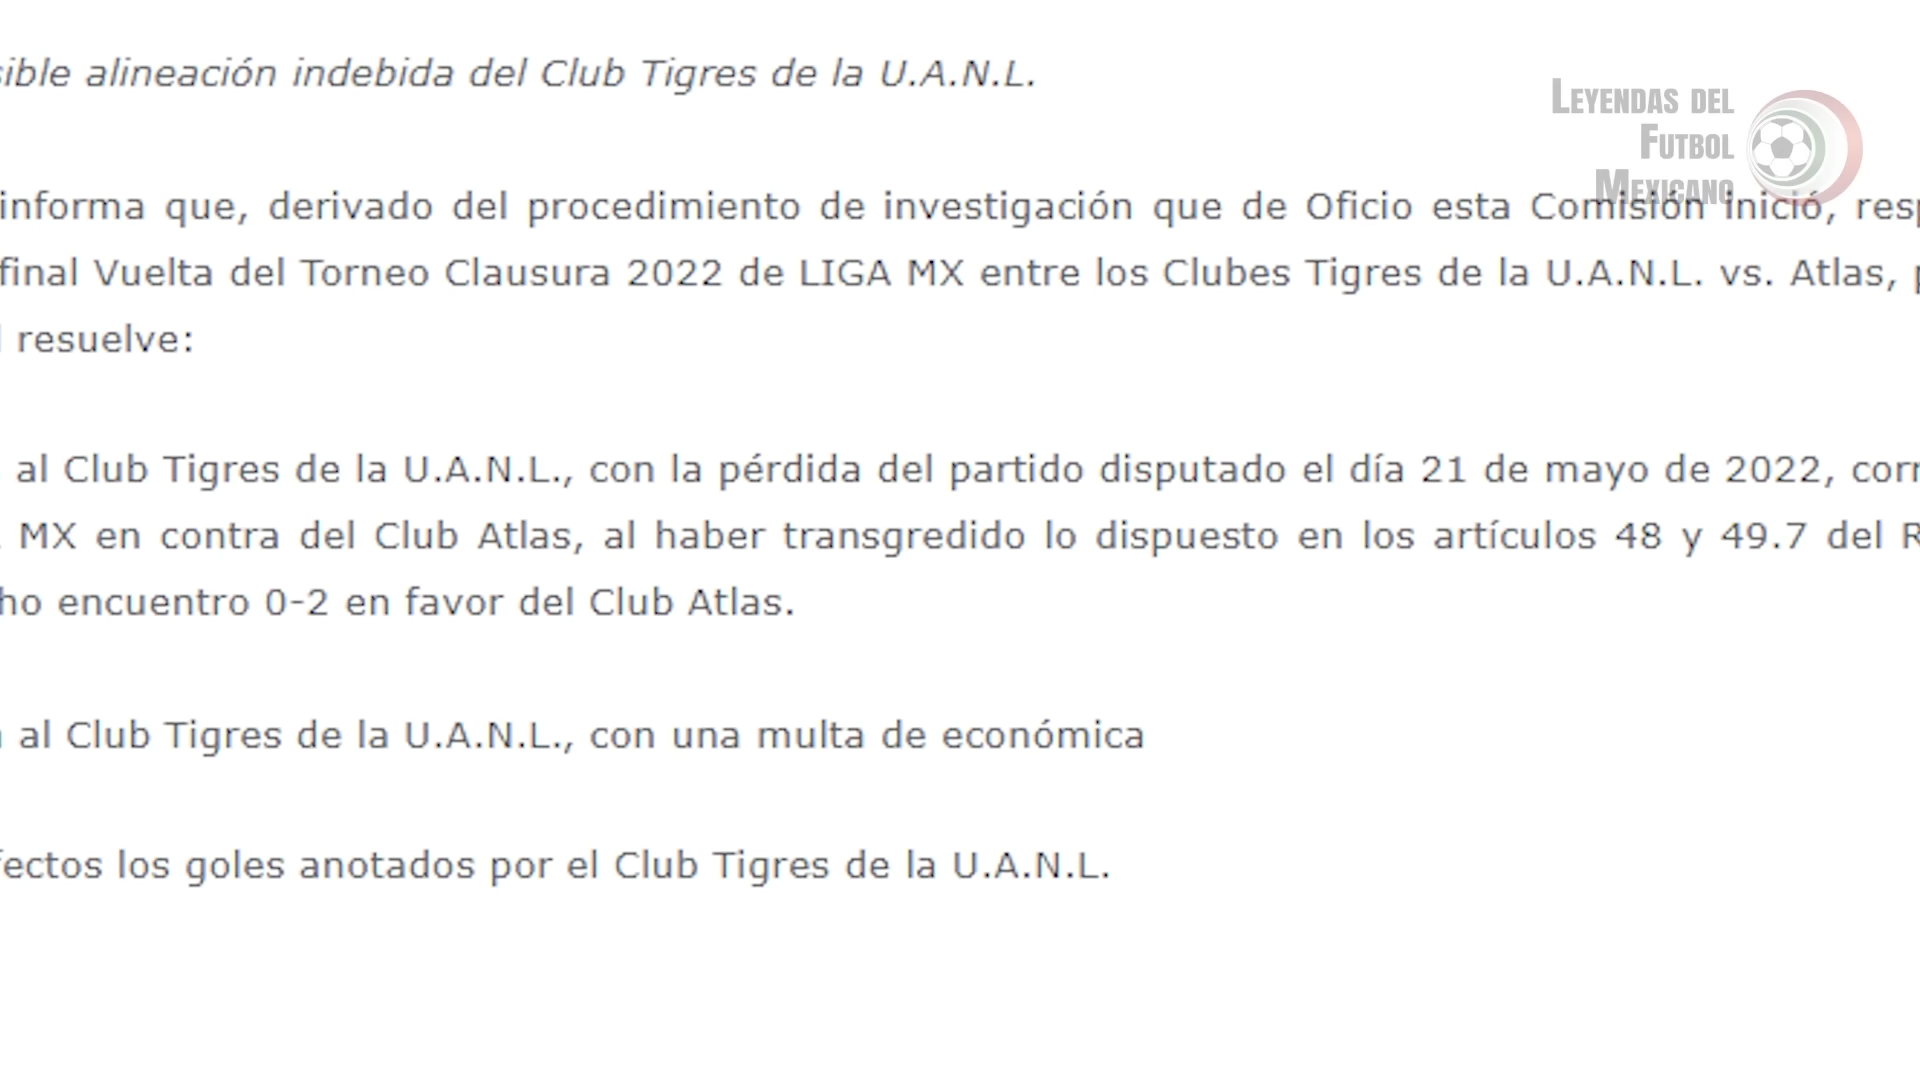 sible alineación indebida del Club Tigres de la U.A.N.L.
LEYENDAS DEL
FUTBOL
MEXICANO
informa que, derivado del procedimiento de investigación que de Oficio esta Comisión inició, resp
final Vuelta del Torneo Clausura 2022 de LIGA MX entre los Clubes Tigres de la U.A.N.L. vs. Atlas, p
resuelve:
al Club Tigres de la U.A.N.L., con la pérdida del partido disputado el día 21 de mayo de 2022, corr
MX en contra del Club Atlas, al haber transgredido lo dispuesto en los artículos 48 y 49.7 del R
ho encuentro 0-2 en favor del Club Atlas.
al Club Tigres de la U.A.N.L., con una multa de económica
fectos los goles anotados por el Club Tigres de la U.A.N.L.